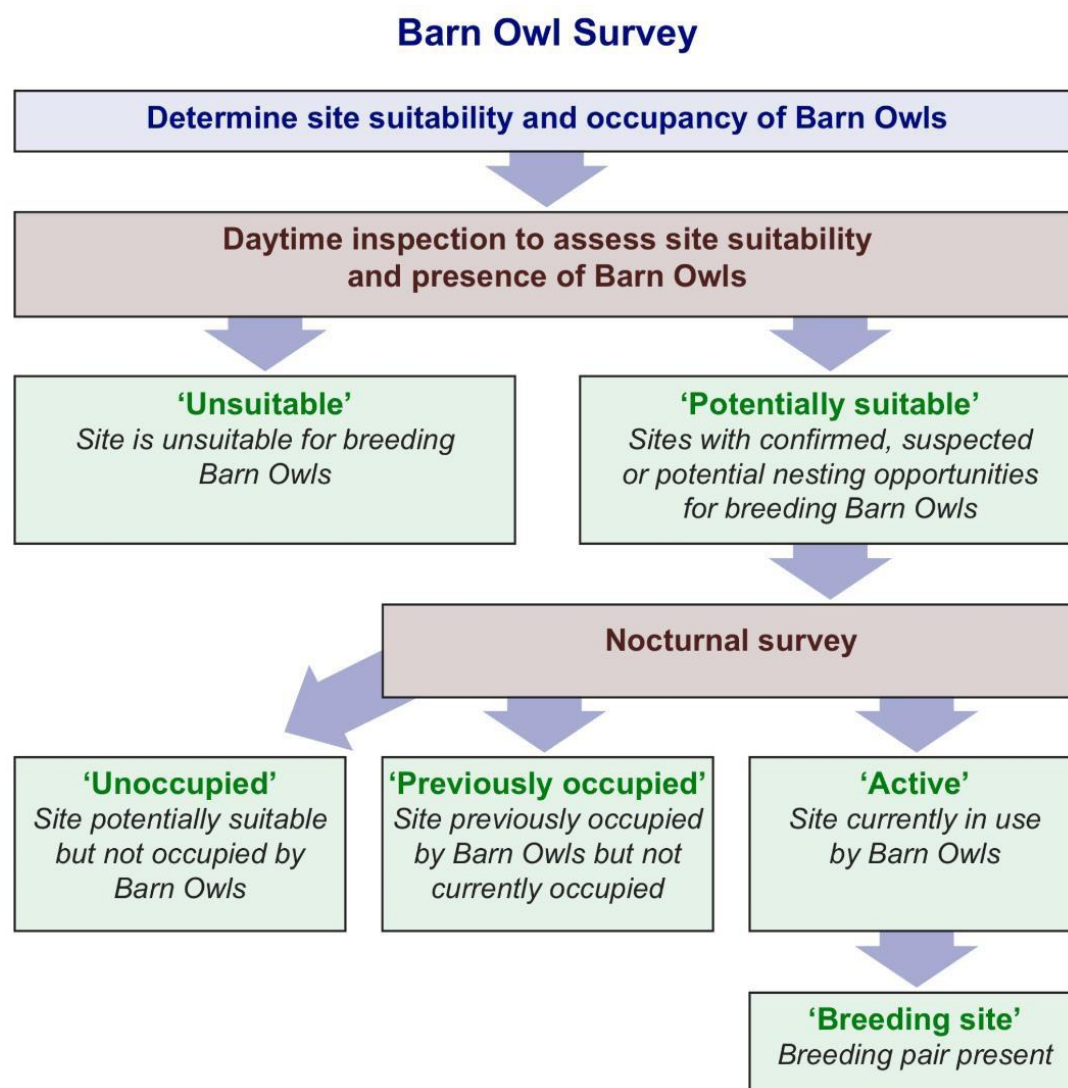 Barn Owl Survey
Determine site suitability and occupancy of Barn Owls
Daytime inspection to assess site suitability
and presence of Barn Owls
‘Unsuitable’
Site is unsuitable for breeding
Barn Owls
‘Potentially suitable’
Sites with confirmed, suspected
or potential nesting opportunities
for breeding Barn Owls
Nocturnal survey
‘Unoccupied’
Site potentially suitable
but not occupied by
Barn Owls
‘Previously occupied’
Site previously occupied
by Barn Owls but not
currently occupied
‘Active’
Site currently in use
by Barn Owls
‘Breeding site’
Breeding pair present